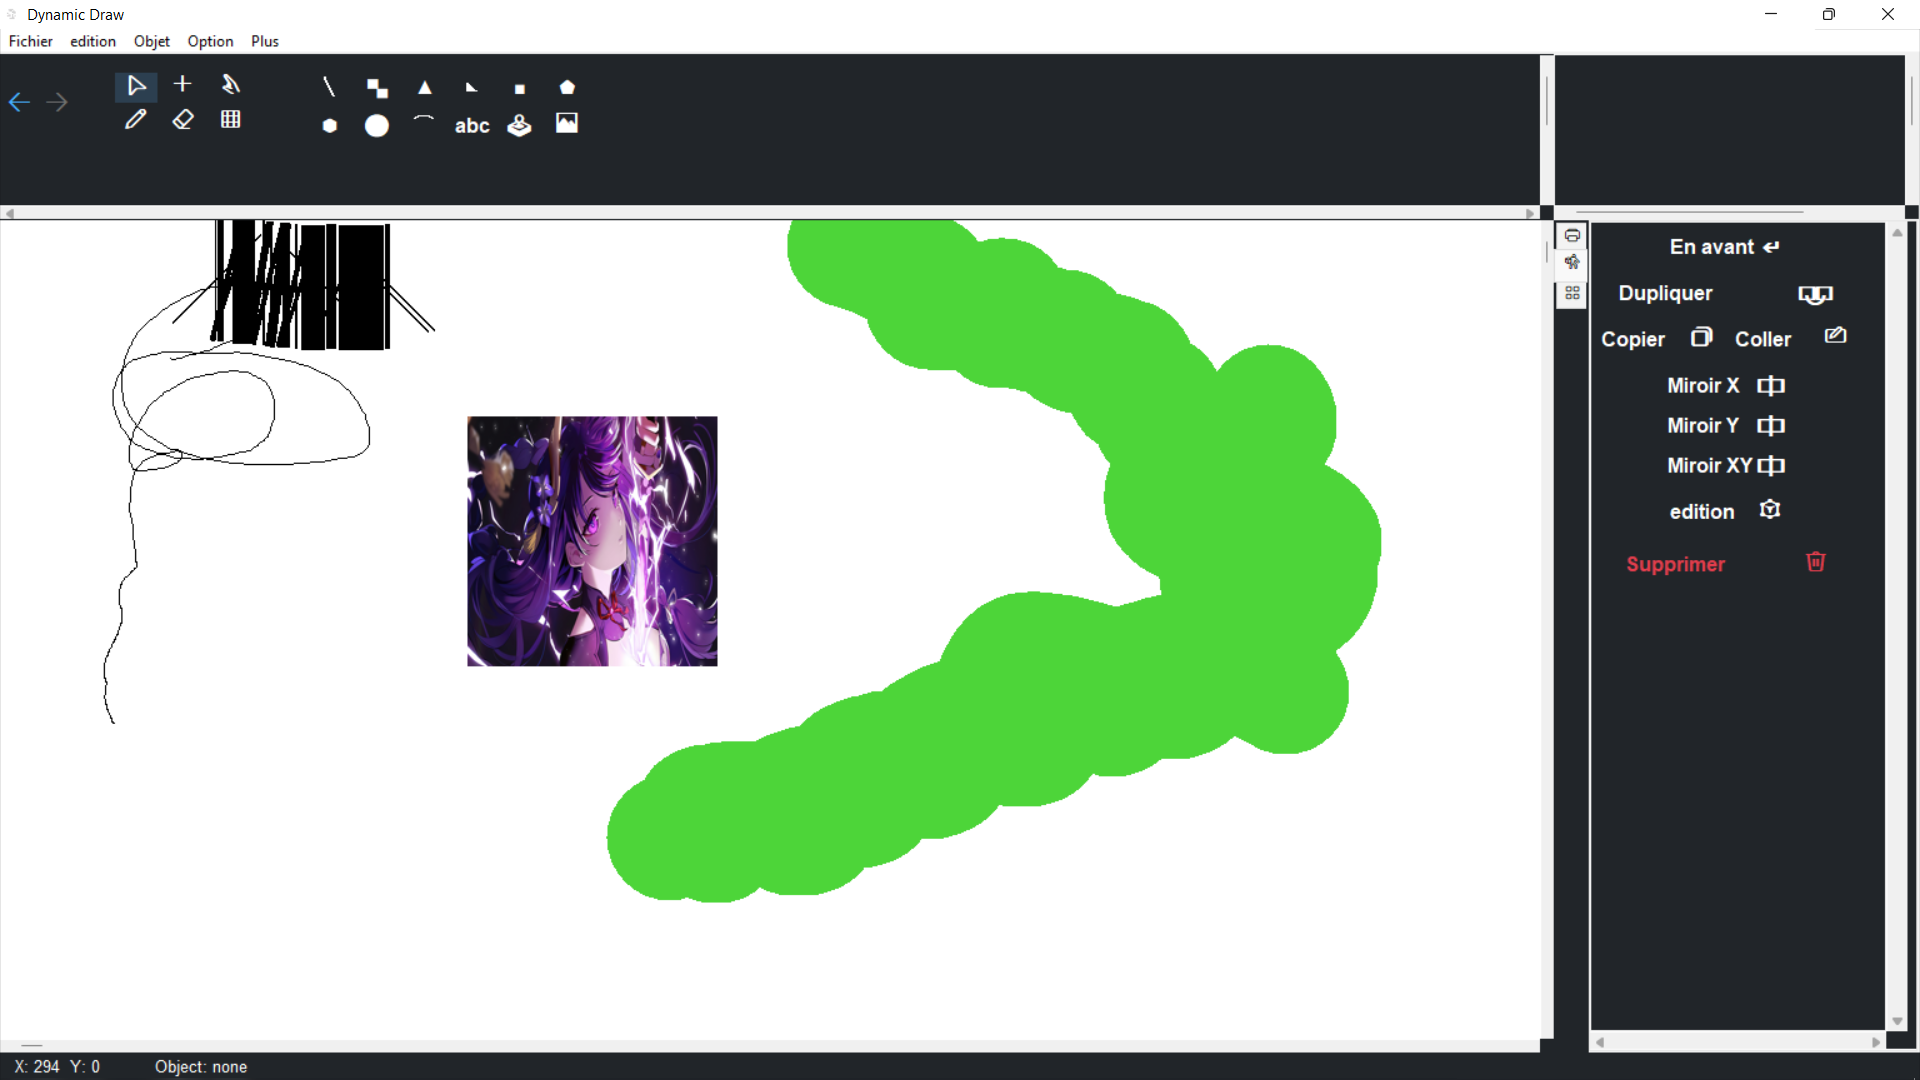 Dynamic Draw
Fichier edition Objet Option Plus
abc
En avant
Dupliquer
Copier Coller
Miroir X
Miroir Y
Miroir XY
edition
Supprimer
X: 294 Y: 0 Object: none